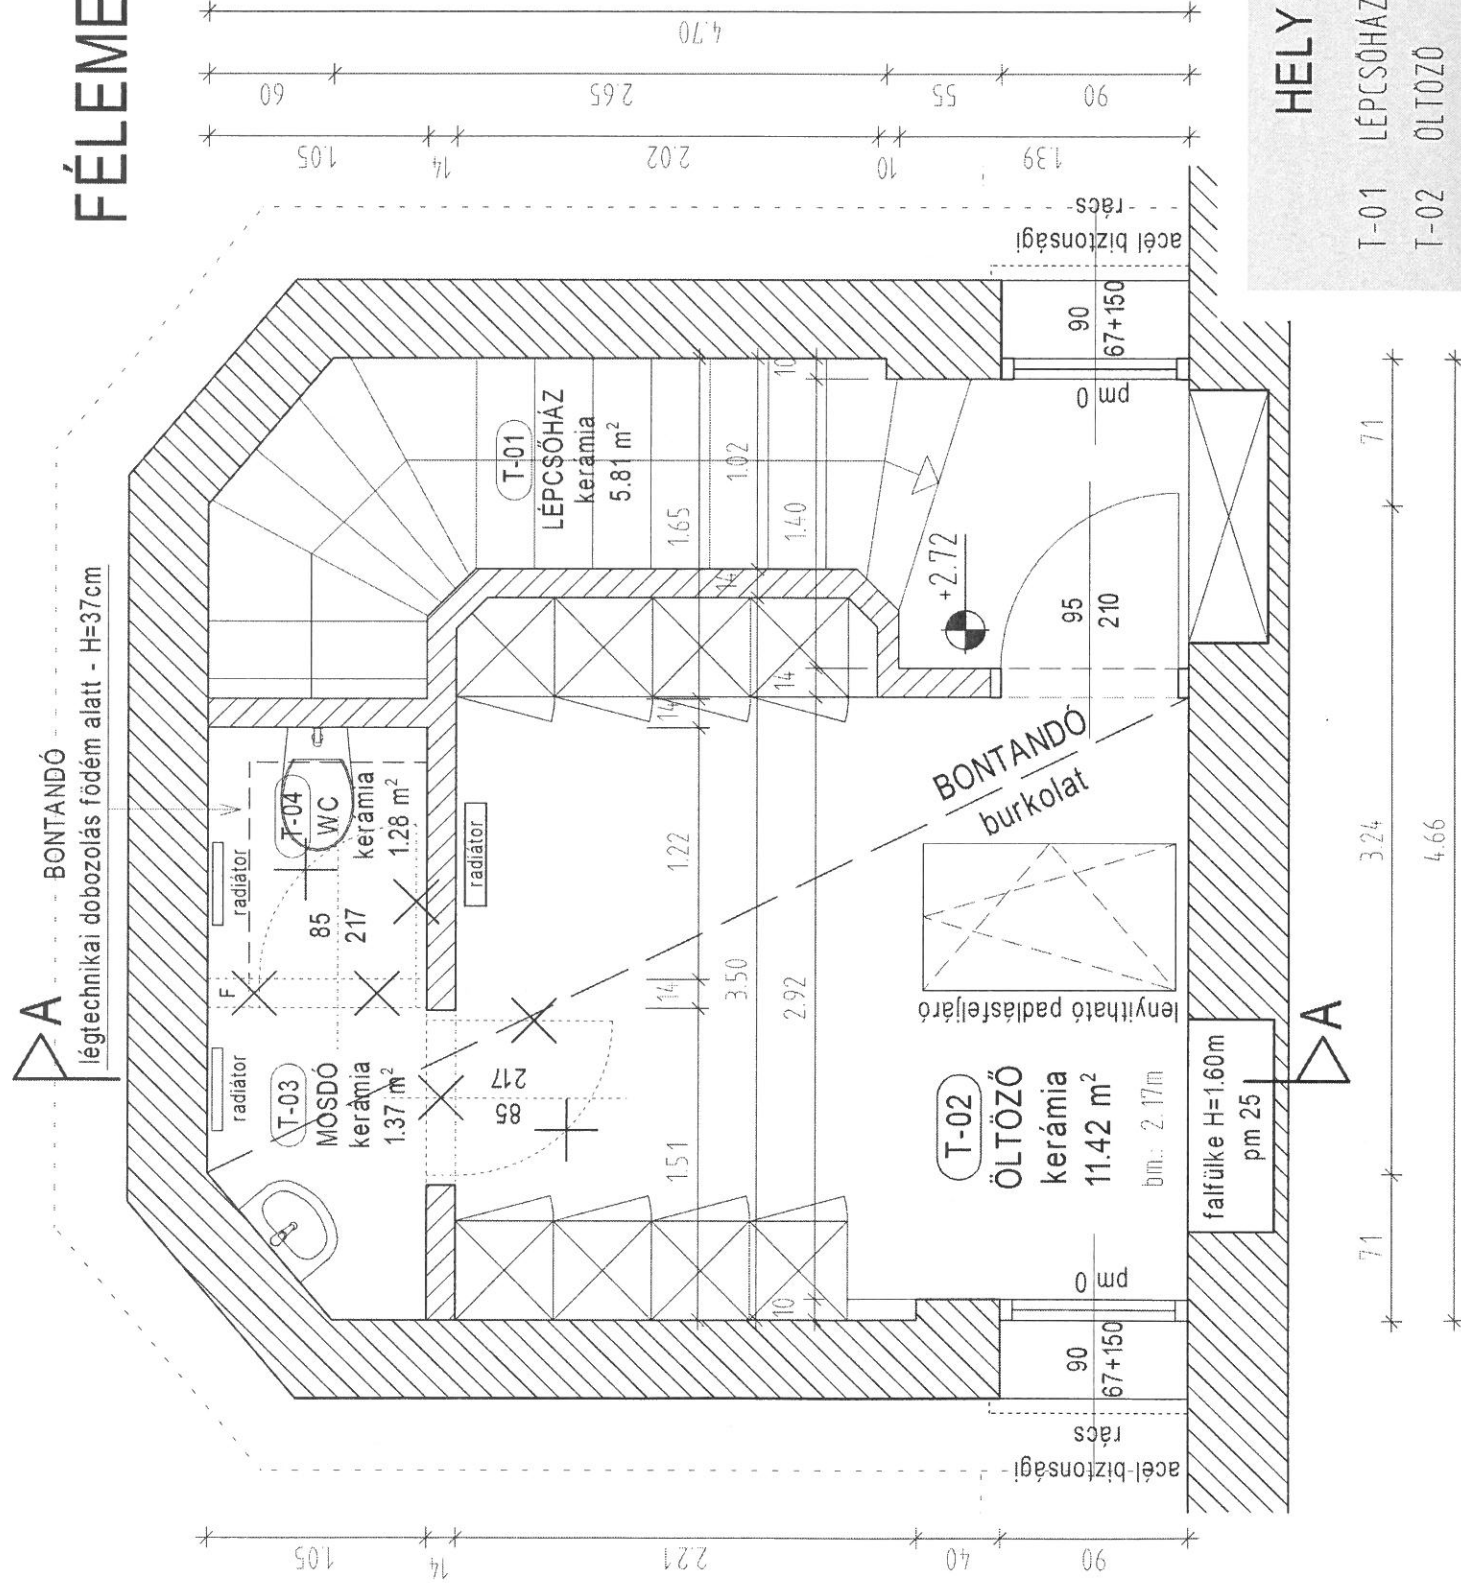 FÉLEME
4.70
60
2.65
55
90
1.05
14
2.02
10
1.39
HELY
T-01 LÉPCSŐHÁZ
T-02 ÖLTÖZŐ
BONTANDÓ
légtechnikai dobozolás födém alatt - H=37cm
A
acél biztonsági
rács
90
67+150
pm 0
T-01
LÉPCSŐHÁZ
kerámia
5.81 m²
1.65
1.02
1.40
10
14
14
14
+2.72
95
210
radiátor
T-04
WC
kerámia
1.28 m²
85
217
F
radiátor
BONTANDÓ
burkolat
1.22
14
3.50
2.92
lenyitható padlásfeljáró
radiátor
T-03
MOSDÓ
kerámia
1.37 m²
85
217
1.51
10
T-02
ÖLTÖZŐ
kerámia
11.42 m²
bm.: 2.17m
falfülke H=1.60m
pm 25
A
pm 0
90
67+150
acél biztonsági
rács
71
3.24
71
4.66
1.05
14
2.21
40
90